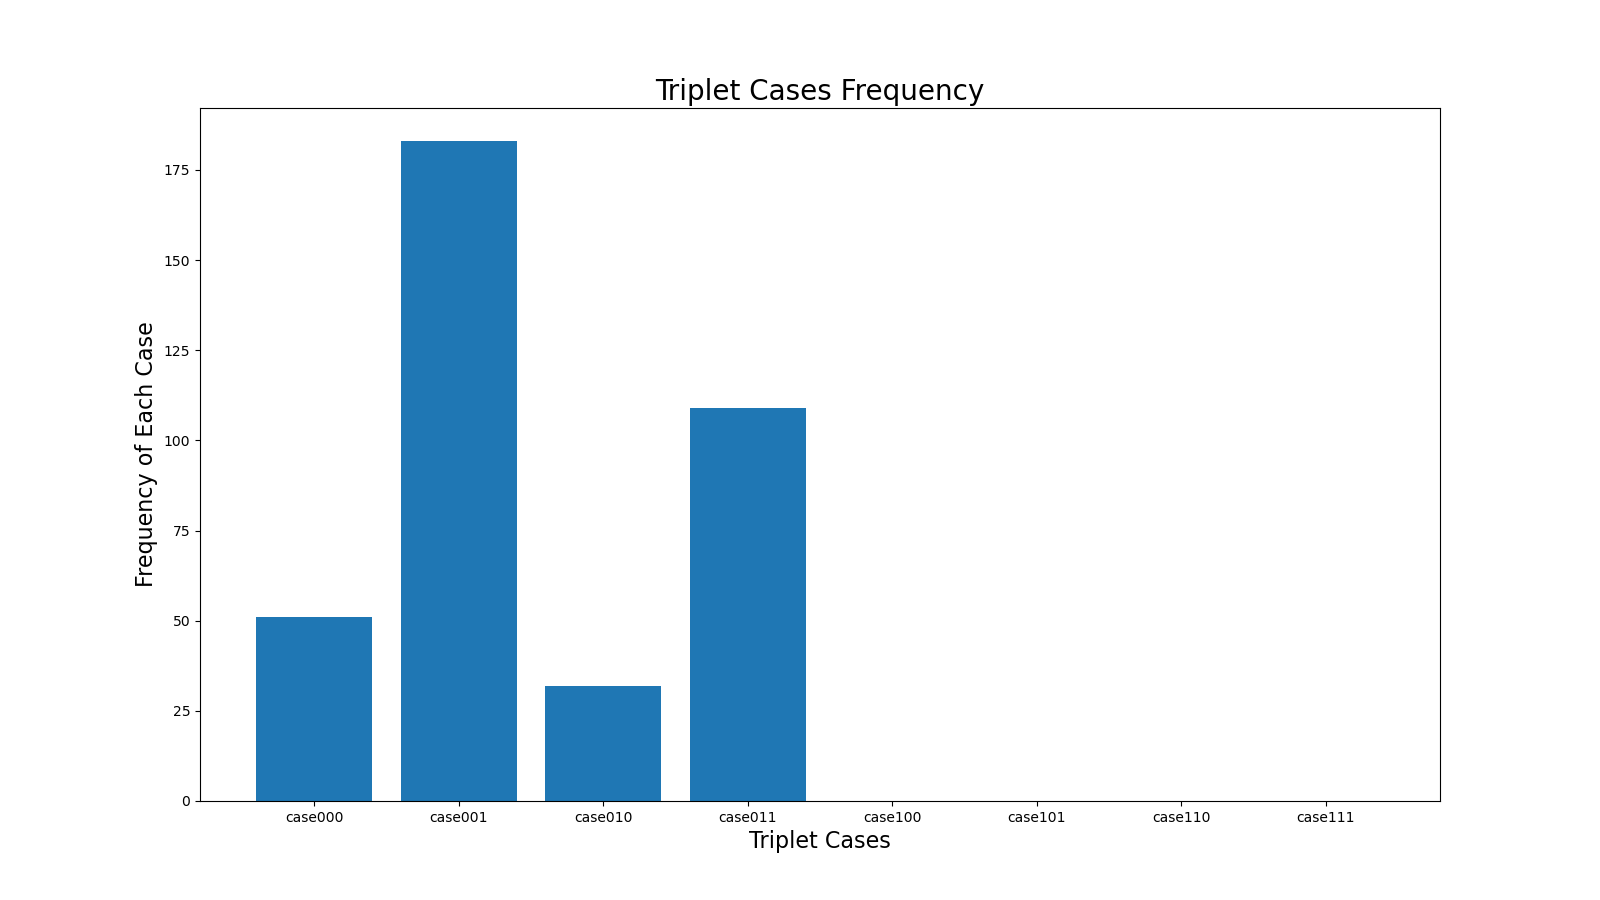 Triplet Cases Frequency
Frequency of Each Case
175
150
125
100
75
50
25
0
case000 case001 case010 case011 case100 case101 case110 case111
Triplet Cases